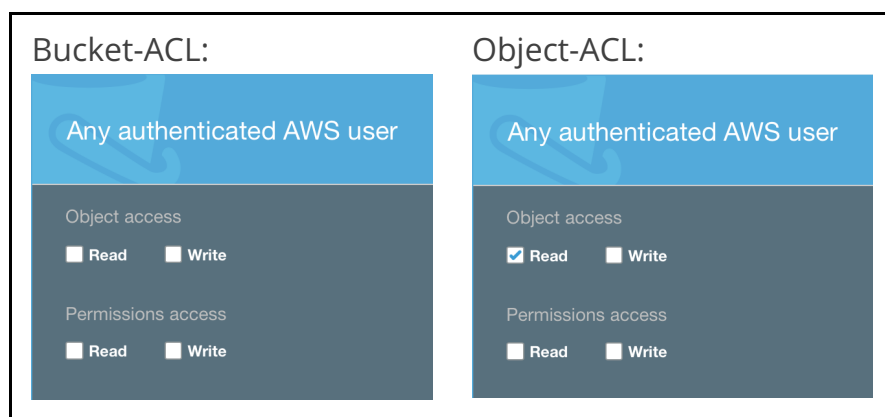 Bucket-ACL:
Any authenticated AWS user
Object access
Read Write
Permissions access
Read Write
Object-ACL:
Any authenticated AWS user
Object access
Read Write
Permissions access
Read Write